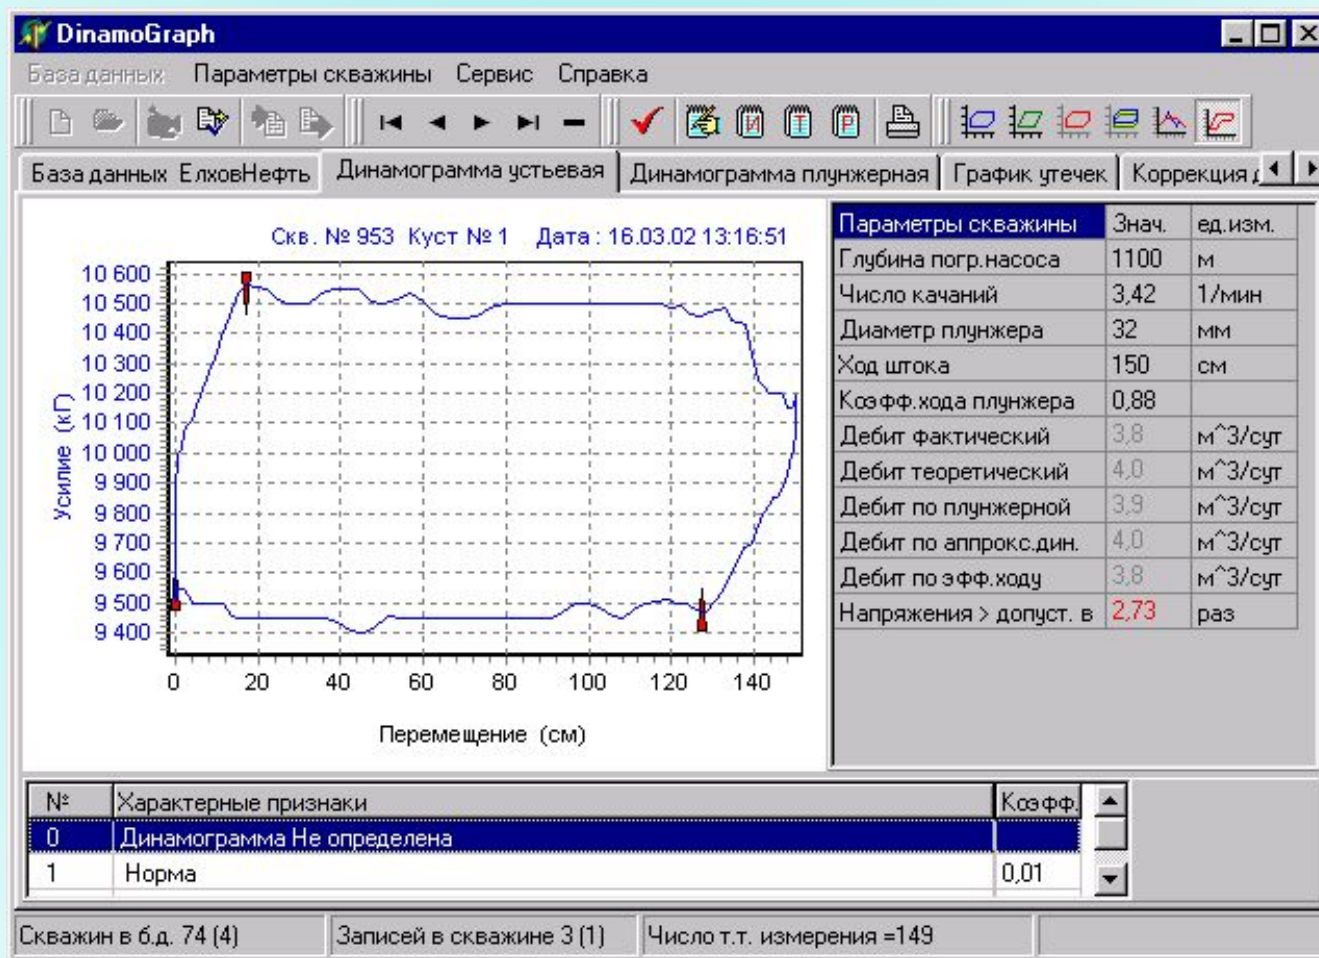 DinamoGraph
База данных Параметры скважины Сервис Справка
И Т Р
База данных ЕлховНефть Динамограмма устьевая Динамограмма плунжерная График утечек Коррекция
Скв. № 953 Куст № 1 Дата : 16.03.02 13:16:51
10 600
10 500
10 400
10 300
10 200
10 100
10 000
9 900
9 800
9 700
9 600
9 500
9 400
Усилие (кГ)
0 20 40 60 80 100 120 140
Перемещение (см)
Параметры скважины Знач. ед.изм.
Глубина погр.насоса 1100 м
Число качаний 3,42 1/мин
Диаметр плунжера 32 мм
Ход штока 150 см
Коэфф.хода плунжера 0,88
Дебит фактический 3,8 м^3/сут
Дебит теоретический 4,0 м^3/сут
Дебит по плунжерной 3,9 м^3/сут
Дебит по аппрокс.дин. 4,0 м^3/сут
Дебит по эфф.ходу 3,8 м^3/сут
Напряжения > допуст. в 2,73 раз
№ Характерные признаки Коэфф.
0 Динамограмма Не определена
1 Норма 0,01
Скважин в б.д. 74 (4) Записей в скважине 3 (1) Число т.т. измерения =149